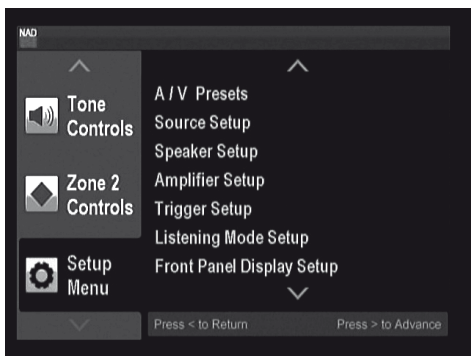 NAD
Tone
Controls
Zone 2
Controls
Setup
Menu
A / V Presets
Source Setup
Speaker Setup
Amplifier Setup
Trigger Setup
Listening Mode Setup
Front Panel Display Setup
Press < to Return
Press > to Advance